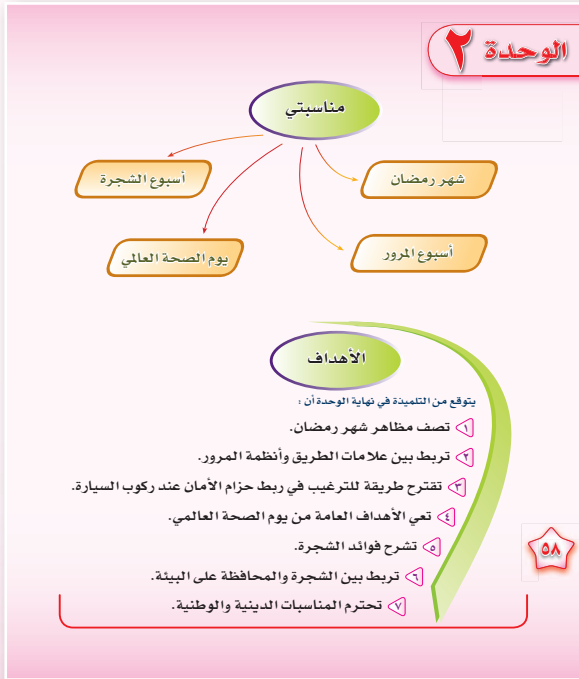 الوحدة ٢
مناسبتي
شهر رمضان
أسبوع الشجرة
أسبوع المرور
يوم الصحة العالمي
الأهداف
يتوقع من التلميذة في نهاية الوحدة أن :
١ تصف مظاهر شهر رمضان.
٢ تربط بين علامات الطريق وأنظمة المرور.
٣ تقترح طريقة للترغيب في ربط حزام الأمان عند ركوب السيارة.
٤ تعي الأهداف العامة من يوم الصحة العالمي.
٥ تشرح فوائد الشجرة.
٦ تربط بين الشجرة والمحافظة على البيئة.
٧ تحترم المناسبات الدينية والوطنية.
٥٨